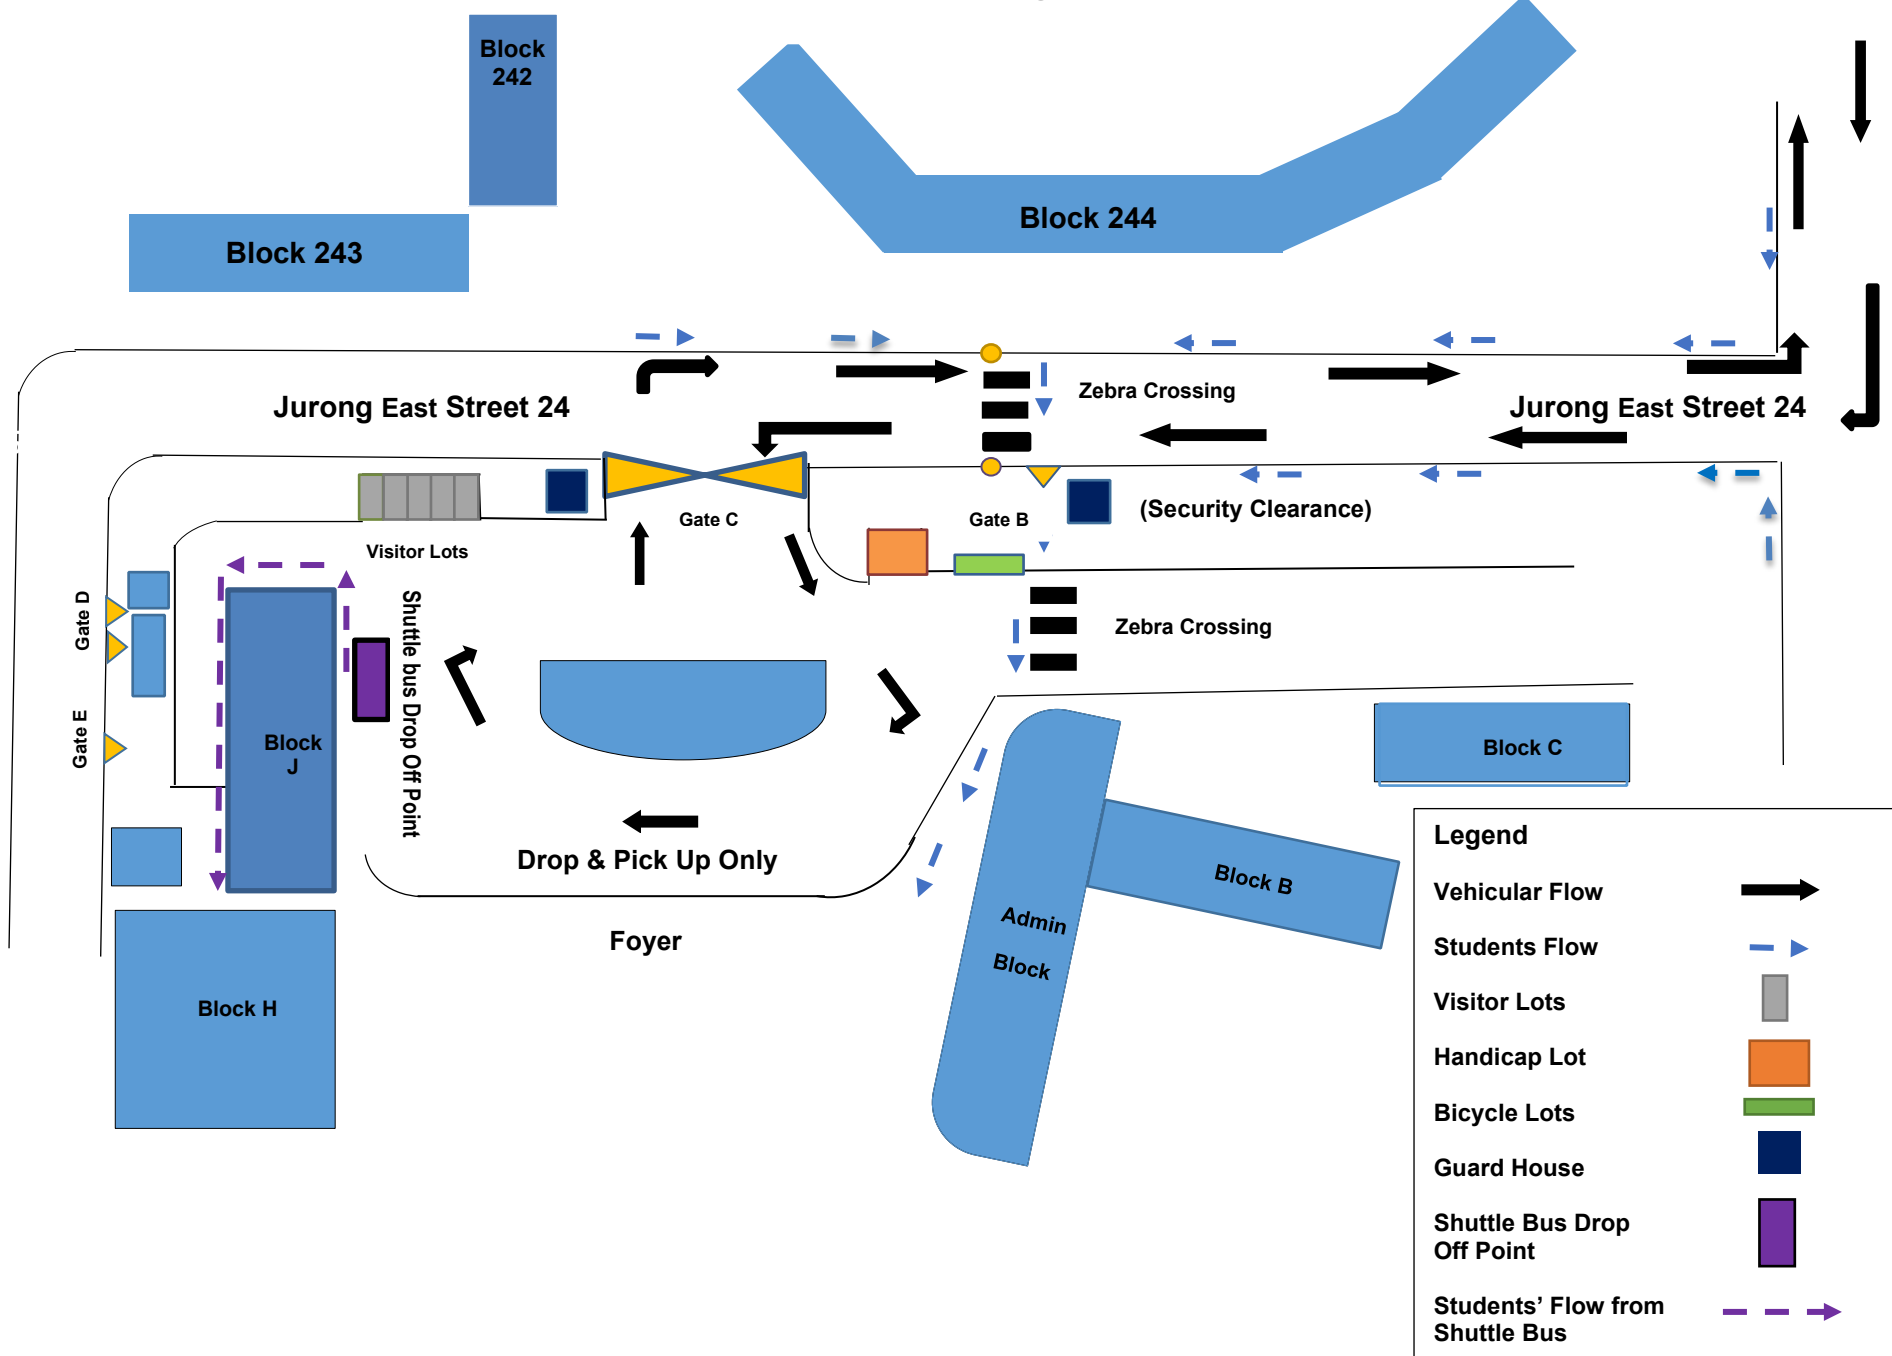 Block
242
Block 244
Block 243
Zebra Crossing
Jurong East Street 24
Jurong East Street 24
(Security Clearance)
Gate C
Gate B
Visitor Lots
Gate D
Shuttle bus Drop Off Point
Zebra Crossing
Gate E
Block
J
Block C
Drop & Pick Up Only
Block B
Admin
Block
Foyer
Block H
Legend
Vehicular Flow
Students Flow
Visitor Lots
Handicap Lot
Bicycle Lots
Guard House
Shuttle Bus Drop
Off Point
Students’ Flow from
Shuttle Bus